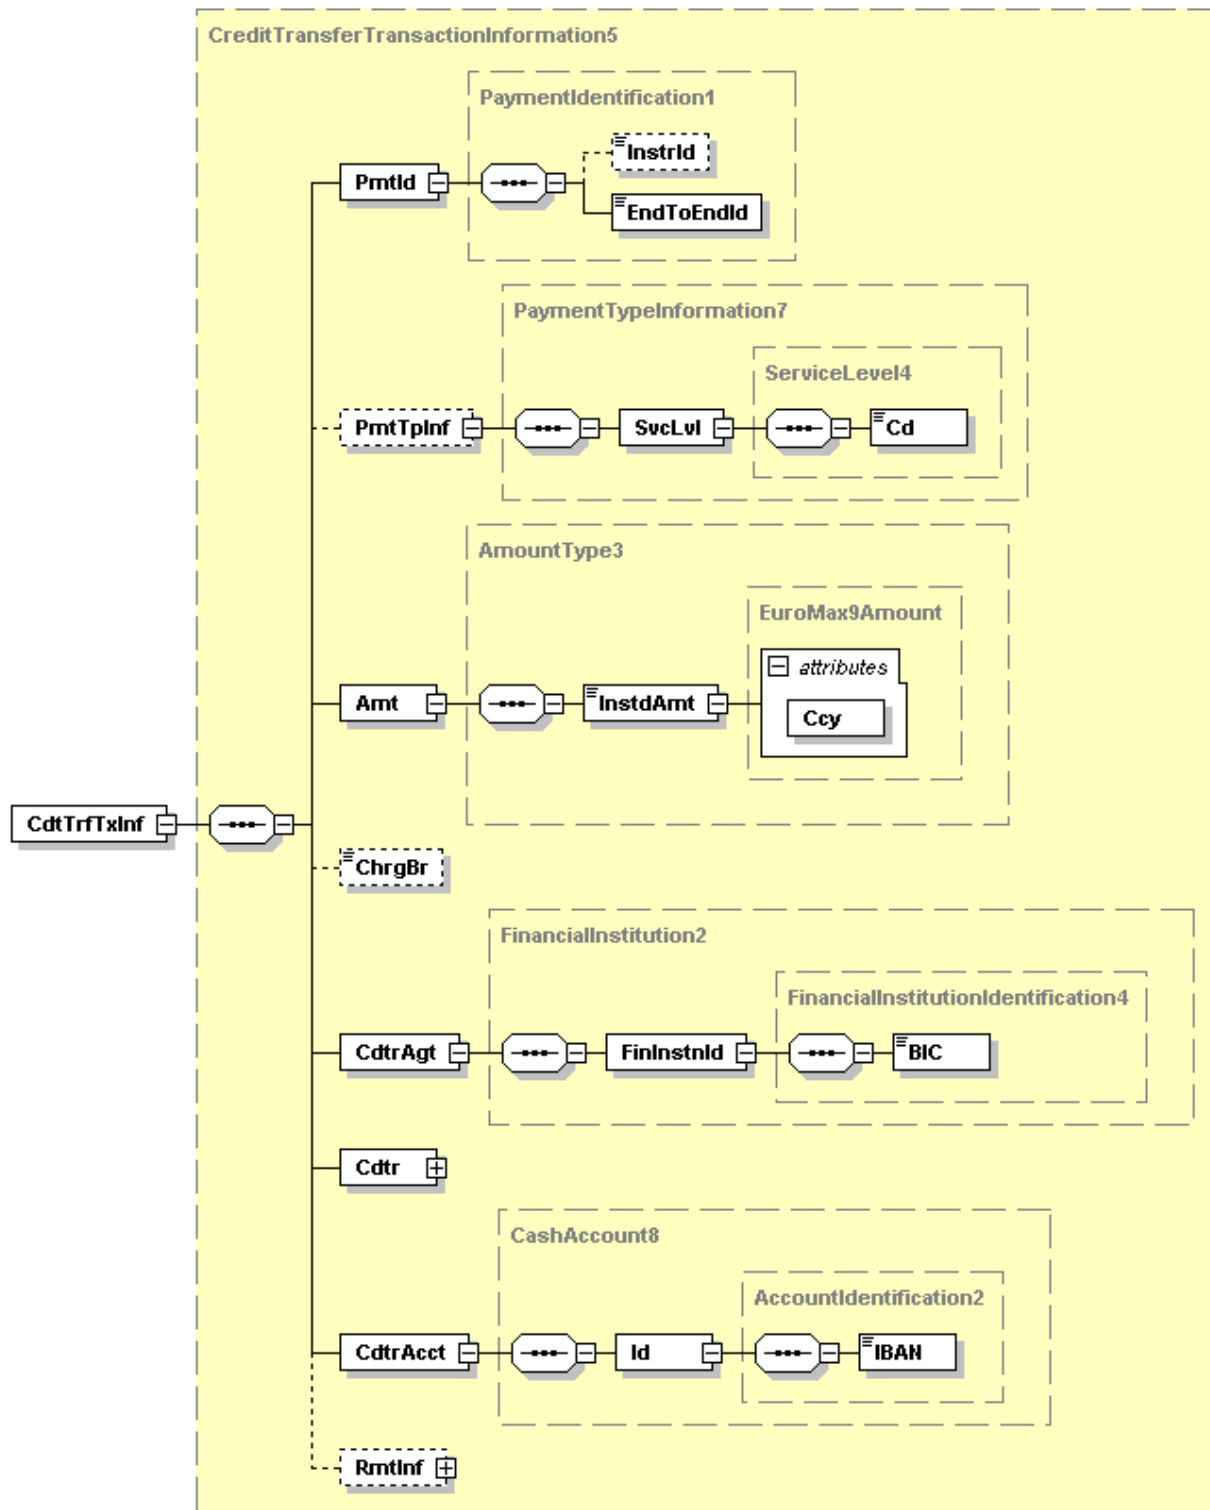 CreditTransferTransactionInformation5
PaymentIdentification1
InstrId
PmtId
EndToEndId
PaymentTypeInformation7
ServiceLevel4
PmtTpInf
SvcLvl
Cd
AmountType3
EuroMax9Amount
attributes
Amt
InstdAmt
Ccy
CdtTrfTxInf
ChrgBr
FinancialInstitution2
FinancialInstitutionIdentification4
CdtrAgt
FinInstnId
BIC
Cdtr
CashAccount8
AccountIdentification2
CdtrAcct
Id
IBAN
RmtInf